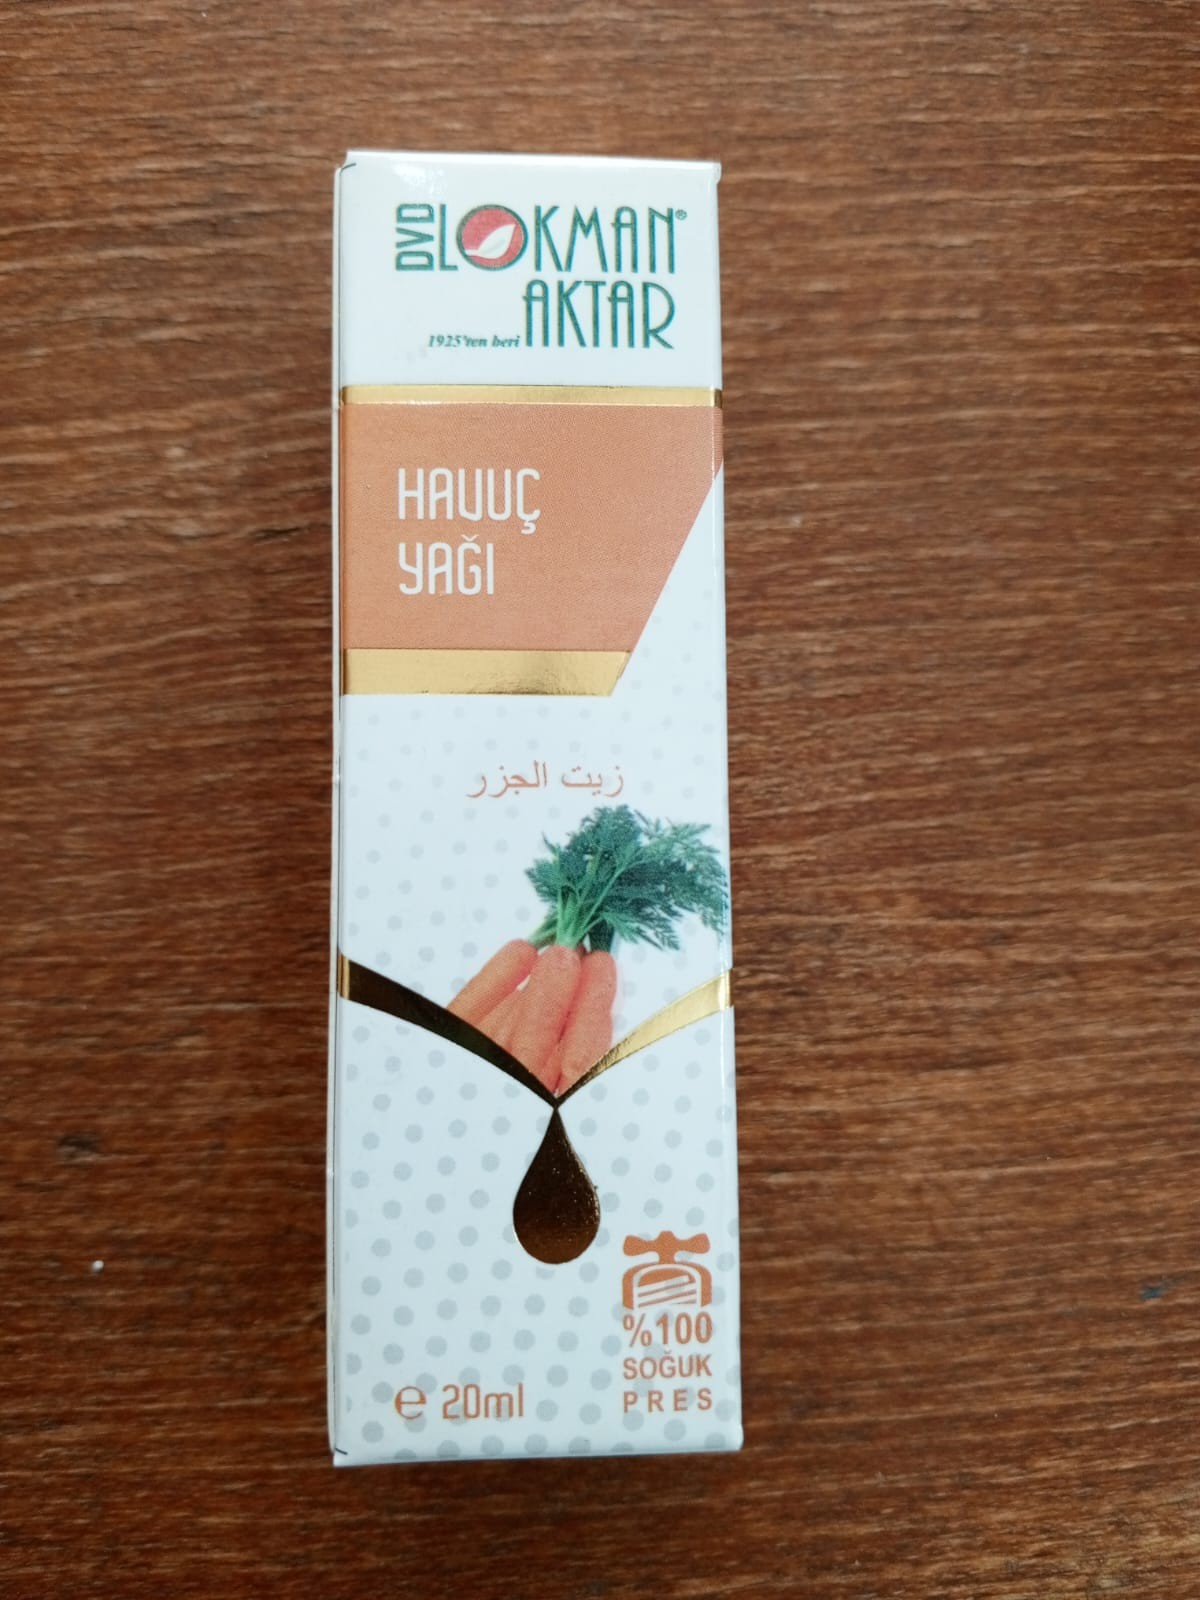 DVD LOKMAN®
AKTAR
1925'ten beri
HAVUÇ
YAĞI
زيت الجزر
%100
SOĞUK
PRES
e 20ml